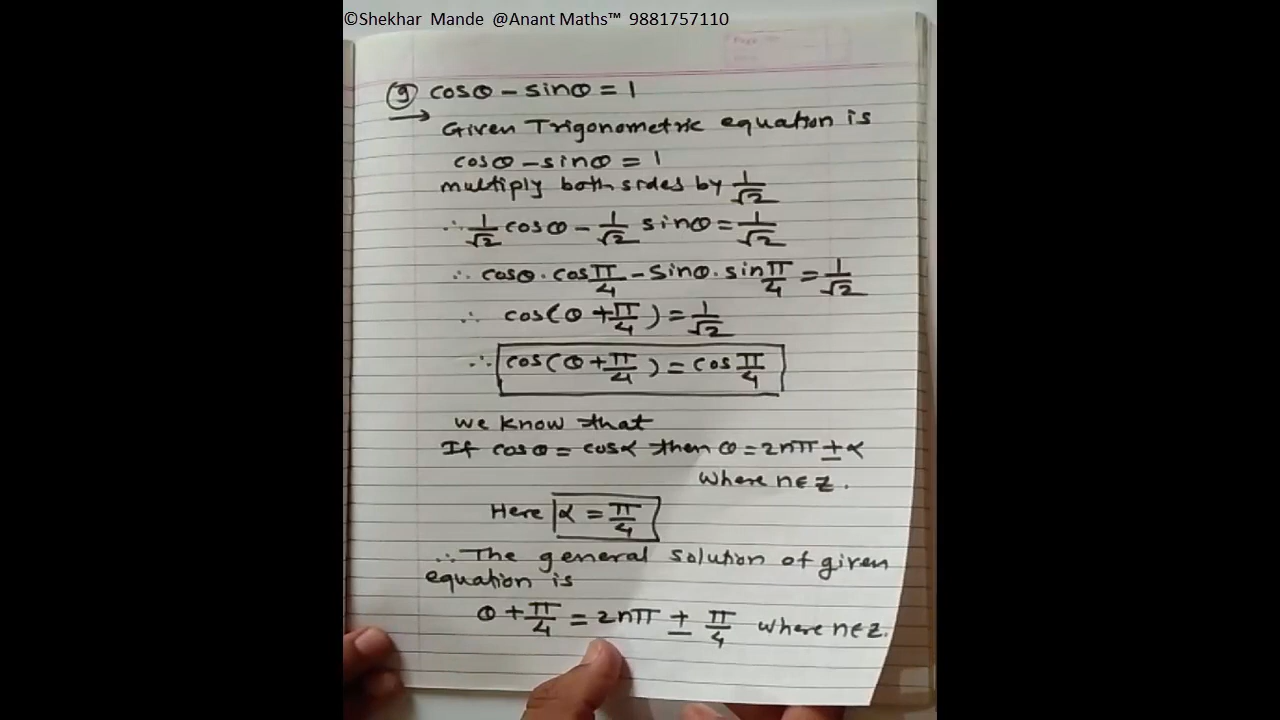 ©Shekhar Mande @Anant Maths™ 9881757110
⑨ cosθ - sinθ = 1
→ Given Trigonometric equation is
cosθ - sinθ = 1
multiply both sides by 1/√2
∴ 1/√2 cosθ - 1/√2 sinθ = 1/√2
∴ cosθ · cos π/4 - sinθ · sin π/4 = 1/√2
∴ cos(θ + π/4) = 1/√2
∴ cos(θ + π/4) = cos π/4
we know that
If cosθ = cosα then θ = 2nπ ± α
where n∈z.
Here α = π/4
∴ The general solution of given
equation is
θ + π/4 = 2nπ ± π/4 where n∈z.